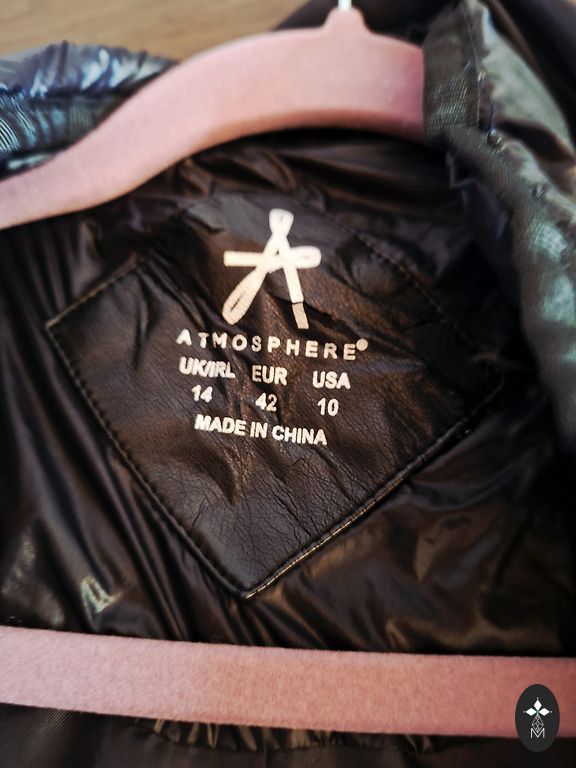 ATMOSPHERE®
UK/IRL EUR USA
14 42 10
MADE IN CHINA